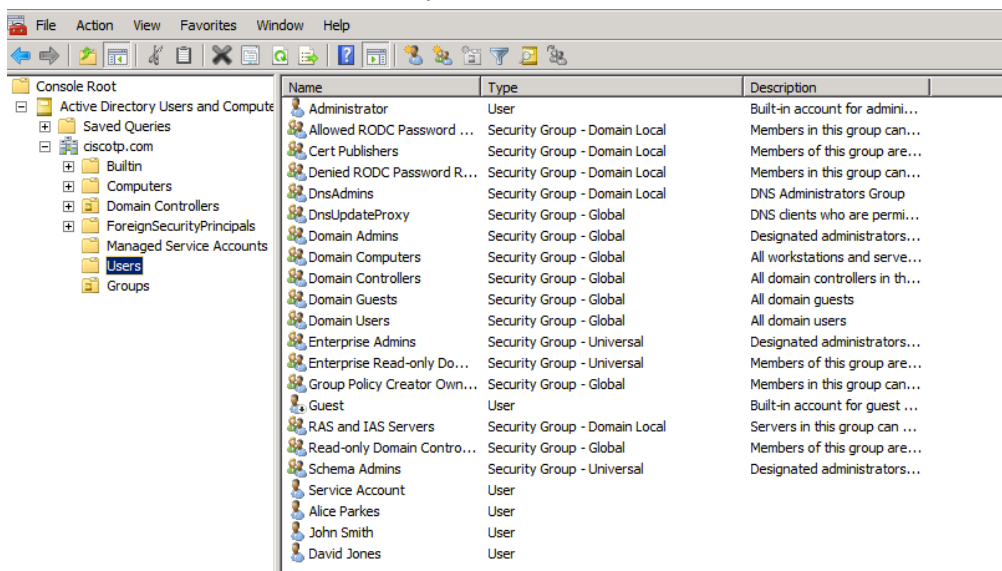 File Action View Favorites Window Help
Console Root
Active Directory Users and Compute
Saved Queries
ciscotp.com
Builtin
Computers
Domain Controllers
ForeignSecurityPrincipals
Managed Service Accounts
Users
Groups
Name Type Description
Administrator User Built-in account for admini...
Allowed RODC Password ... Security Group - Domain Local Members in this group can...
Cert Publishers Security Group - Domain Local Members of this group are...
Denied RODC Password R... Security Group - Domain Local Members in this group can...
DnsAdmins Security Group - Domain Local DNS Administrators Group
DnsUpdateProxy Security Group - Global DNS clients who are permi...
Domain Admins Security Group - Global Designated administrators...
Domain Computers Security Group - Global All workstations and serve...
Domain Controllers Security Group - Global All domain controllers in th...
Domain Guests Security Group - Global All domain guests
Domain Users Security Group - Global All domain users
Enterprise Admins Security Group - Universal Designated administrators...
Enterprise Read-only Do... Security Group - Universal Members of this group are...
Group Policy Creator Own... Security Group - Global Members in this group can...
Guest User Built-in account for guest ...
RAS and IAS Servers Security Group - Domain Local Servers in this group can ...
Read-only Domain Contro... Security Group - Global Members of this group are...
Schema Admins Security Group - Universal Designated administrators...
Service Account User
Alice Parkes User
John Smith User
David Jones User